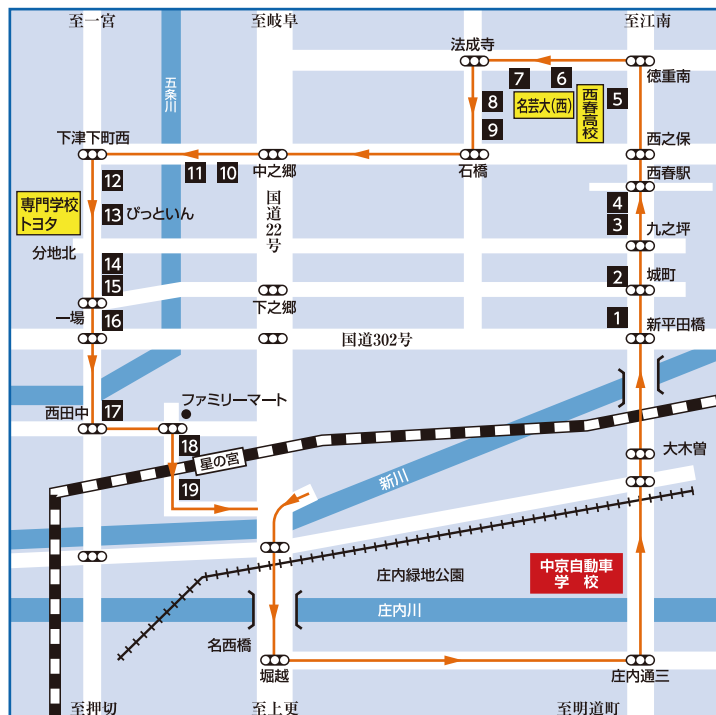 至一宮
至岐阜
至江南
五条川
法成寺
徳重南
7
6
5
8
名芸大(西)
西春高校
9
西之保
下津下町西
11
10
中之郷
石橋
西春駅
12
専門学校
トヨタ
13
ぴっといん
国道22号
4
3
九之坪
分地北
14
15
2
城町
一場
16
下之郷
1
新平田橋
国道302号
西田中
17
ファミリーマート
18
星の宮
大木曽
19
新川
中京自動車
学 校
庄内緑地公園
庄内川
名西橋
堀越
庄内通三
至押切
至上更
至明道町